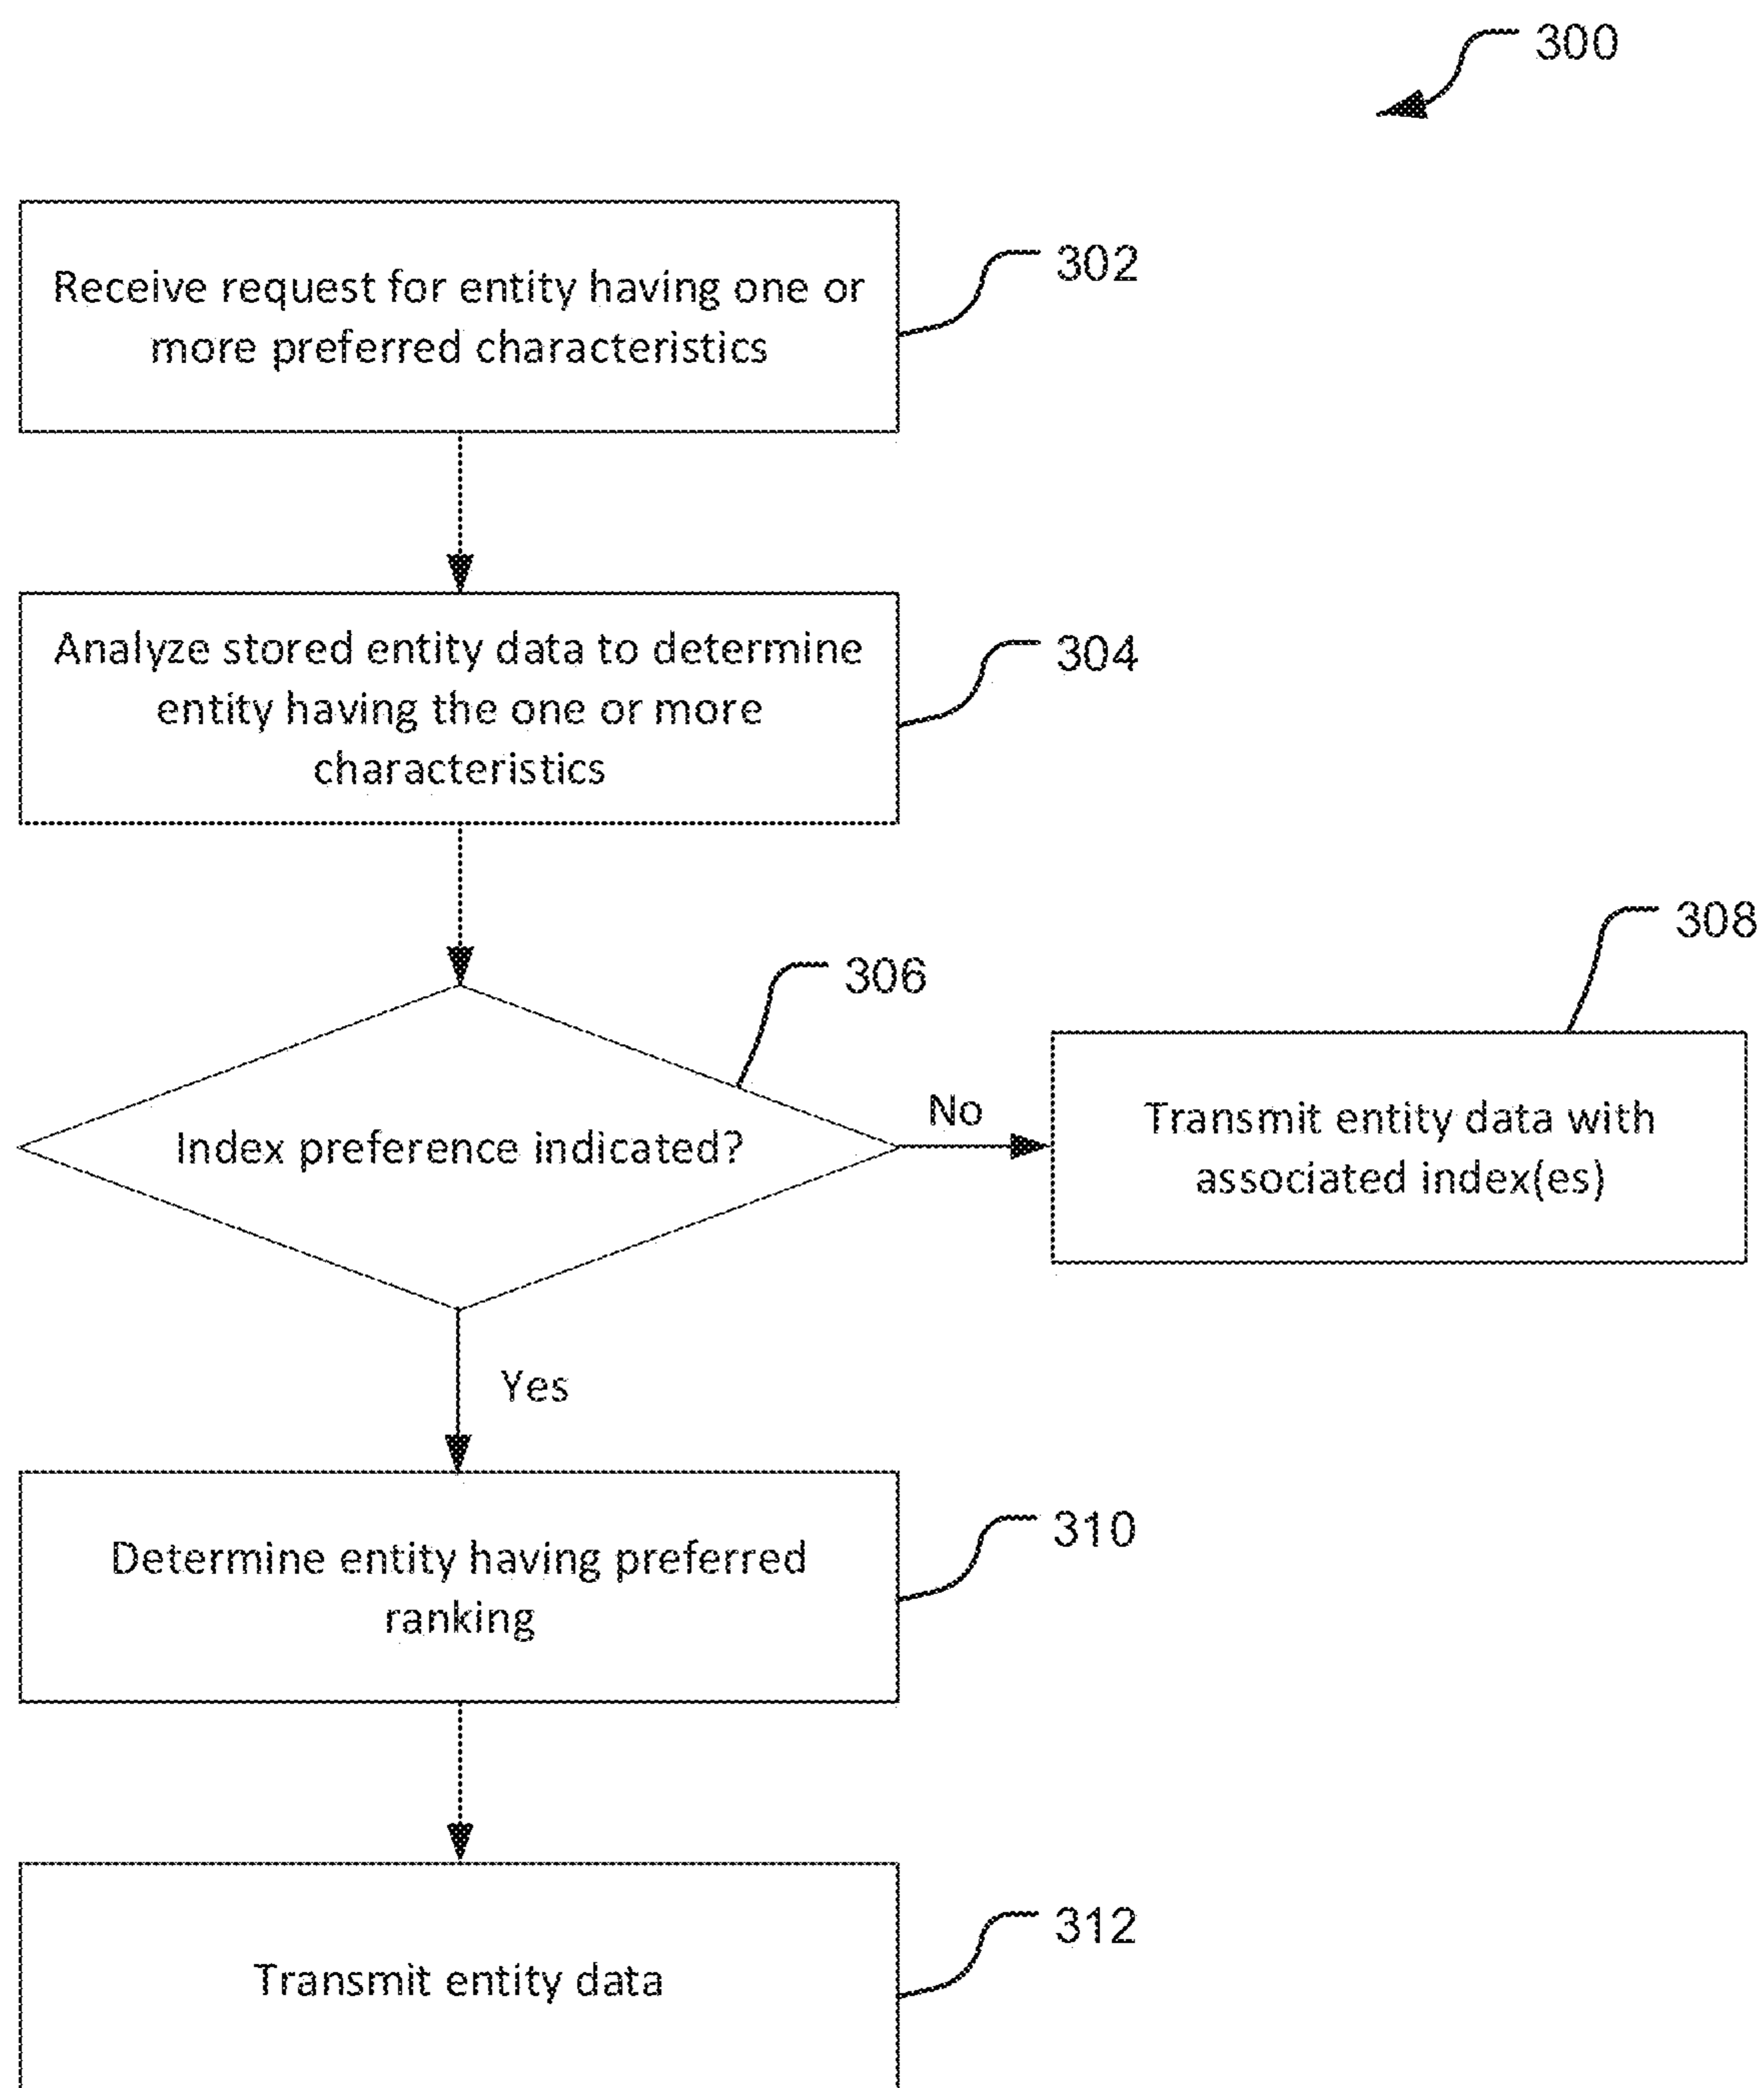 300
Receive request for entity having one or
more preferred characteristics
302
Analyze stored entity data to determine
entity having the one or more
characteristics
304
306
308
Index preference indicated?
No
Transmit entity data with
associated index(es)
Yes
Determine entity having preferred
ranking
310
Transmit entity data
312